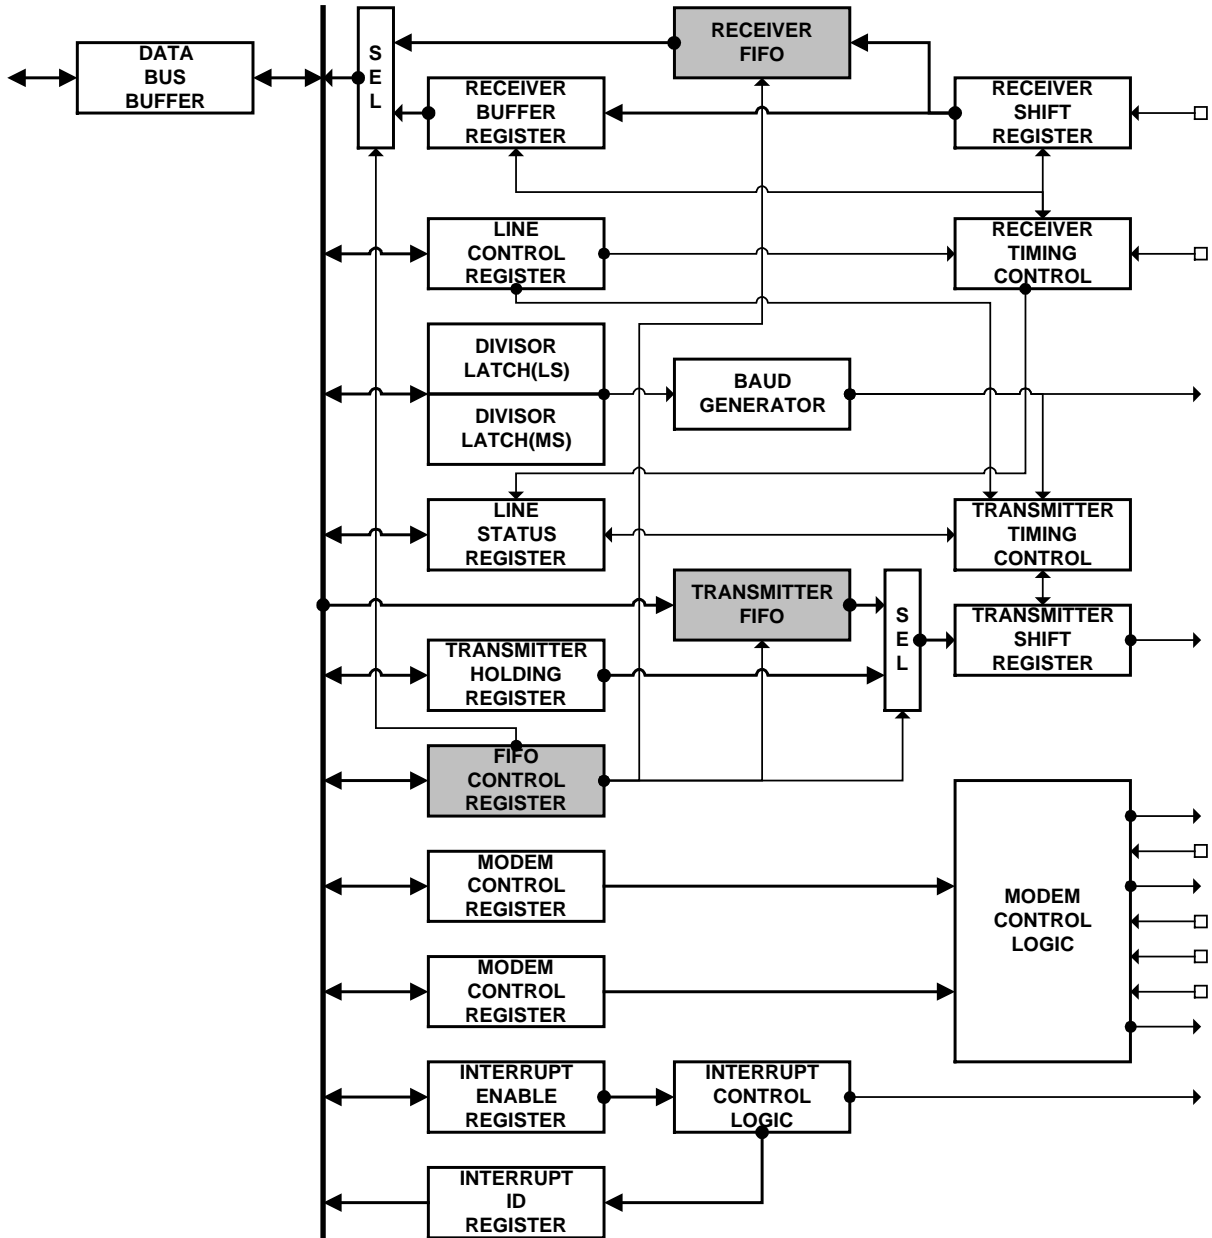 DATA
BUS
BUFFER
S
E
L
RECEIVER
FIFO
RECEIVER
BUFFER
REGISTER
RECEIVER
SHIFT
REGISTER
LINE
CONTROL
REGISTER
RECEIVER
TIMING
CONTROL
DIVISOR
LATCH(LS)
DIVISOR
LATCH(MS)
BAUD
GENERATOR
LINE
STATUS
REGISTER
TRANSMITTER
TIMING
CONTROL
TRANSMITTER
FIFO
S
E
L
TRANSMITTER
SHIFT
REGISTER
TRANSMITTER
HOLDING
REGISTER
FIFO
CONTROL
REGISTER
MODEM
CONTROL
REGISTER
MODEM
CONTROL
LOGIC
MODEM
CONTROL
REGISTER
INTERRUPT
ENABLE
REGISTER
INTERRUPT
CONTROL
LOGIC
INTERRUPT
ID
REGISTER